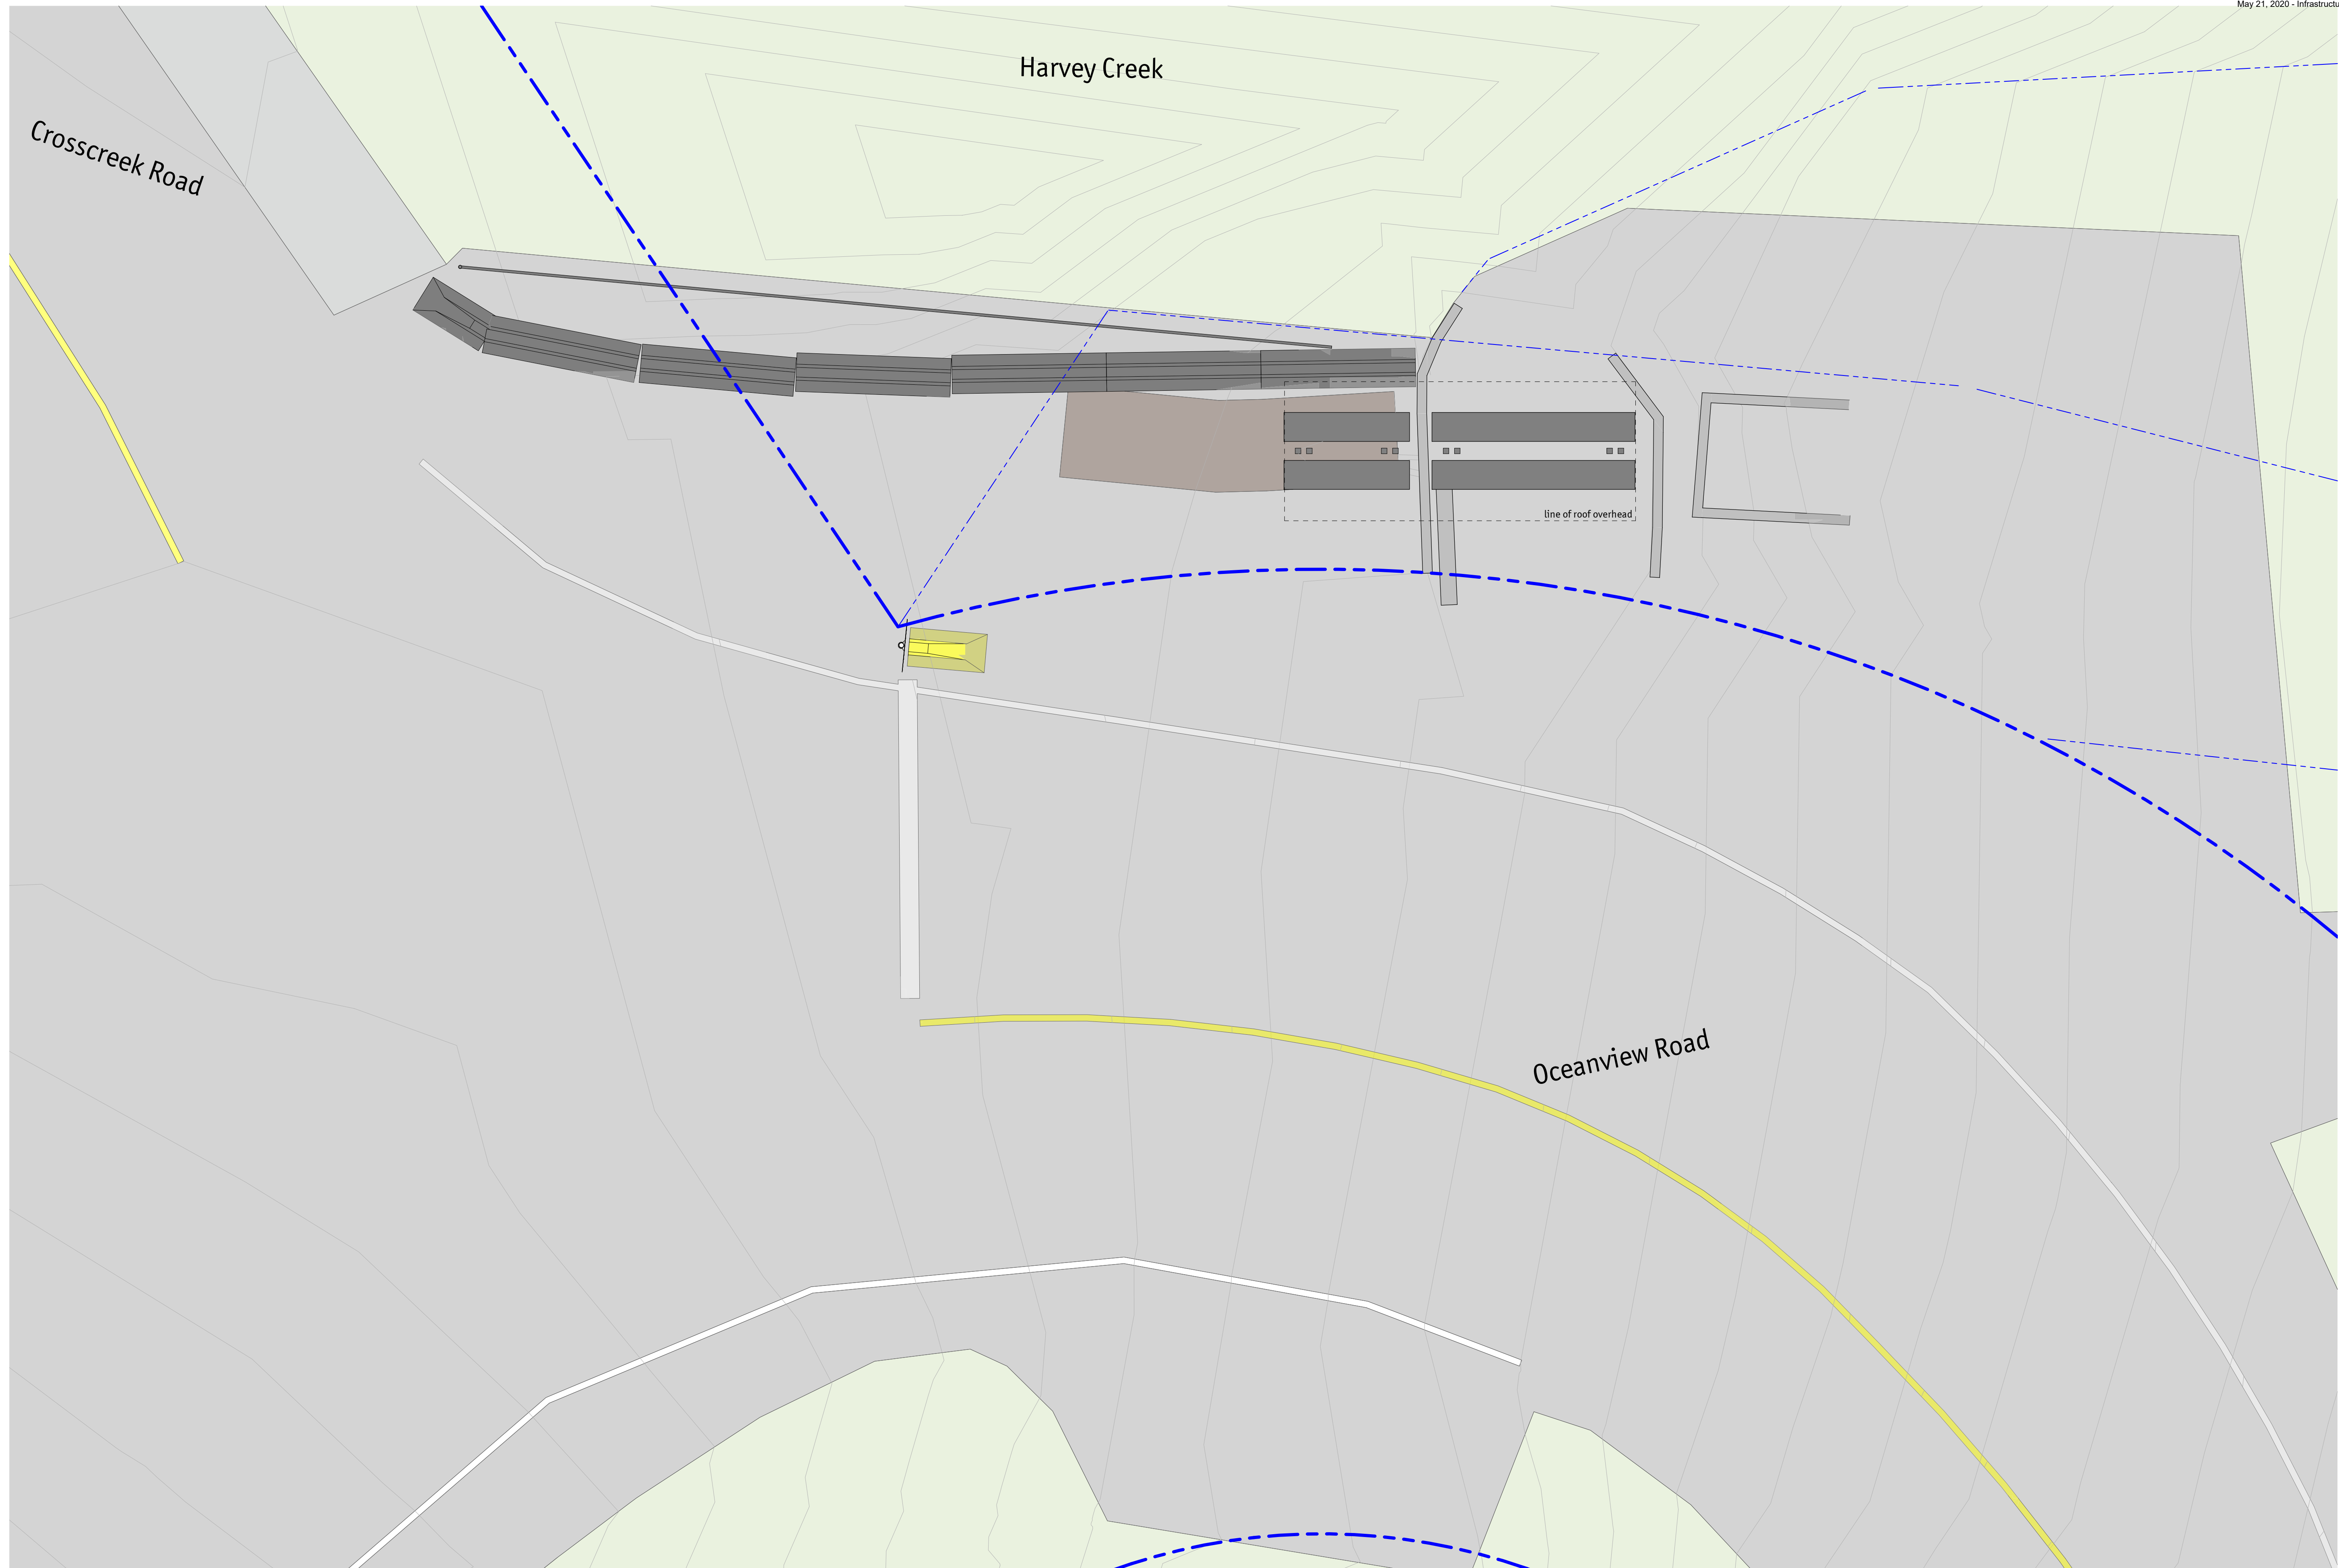 May 21, 2020 - Infrastructu
Harvey Creek
Crosscreek Road
line of roof overhead
Oceanview Road